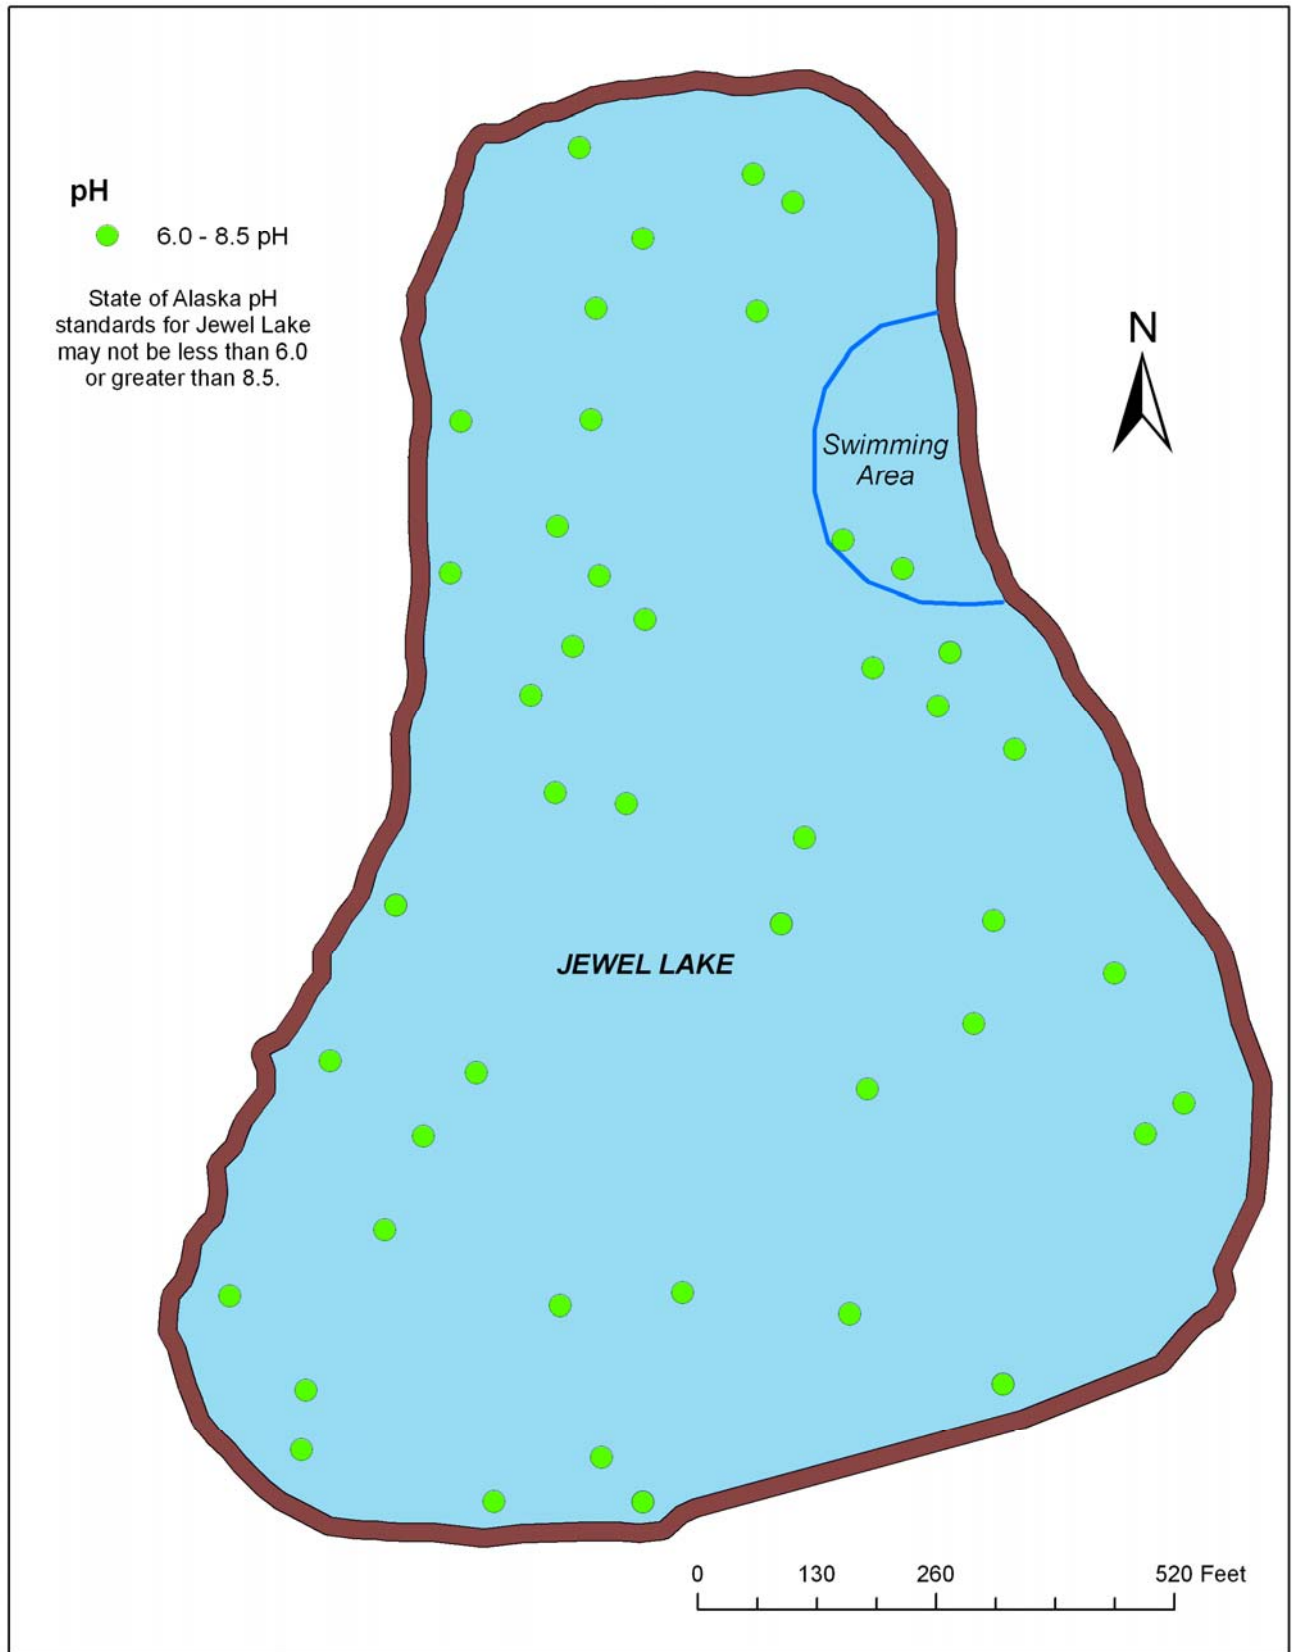 pH
6.0 - 8.5 pH
State of Alaska pH
standards for Jewel Lake
may not be less than 6.0
or greater than 8.5.
N
Swimming
Area
JEWEL LAKE
0 130 260 520 Feet